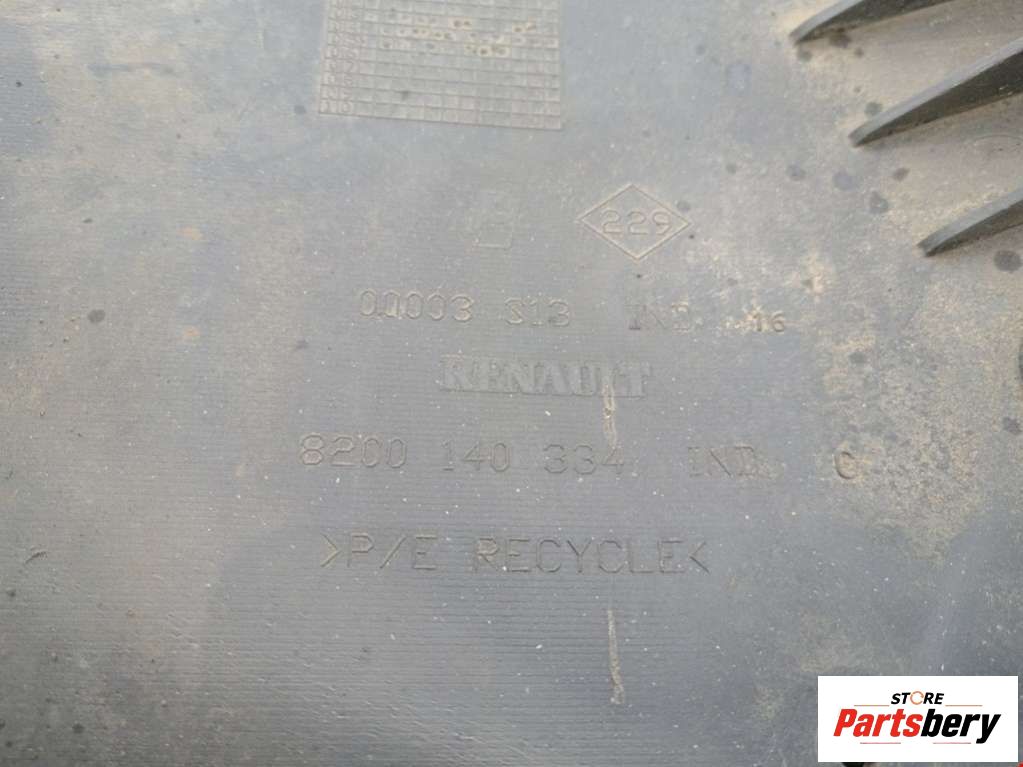 229
00003 S13 IND 16
RENAULT
8200 140 334 IND C
>P/E RECYCLE<
STORE
Partsbery